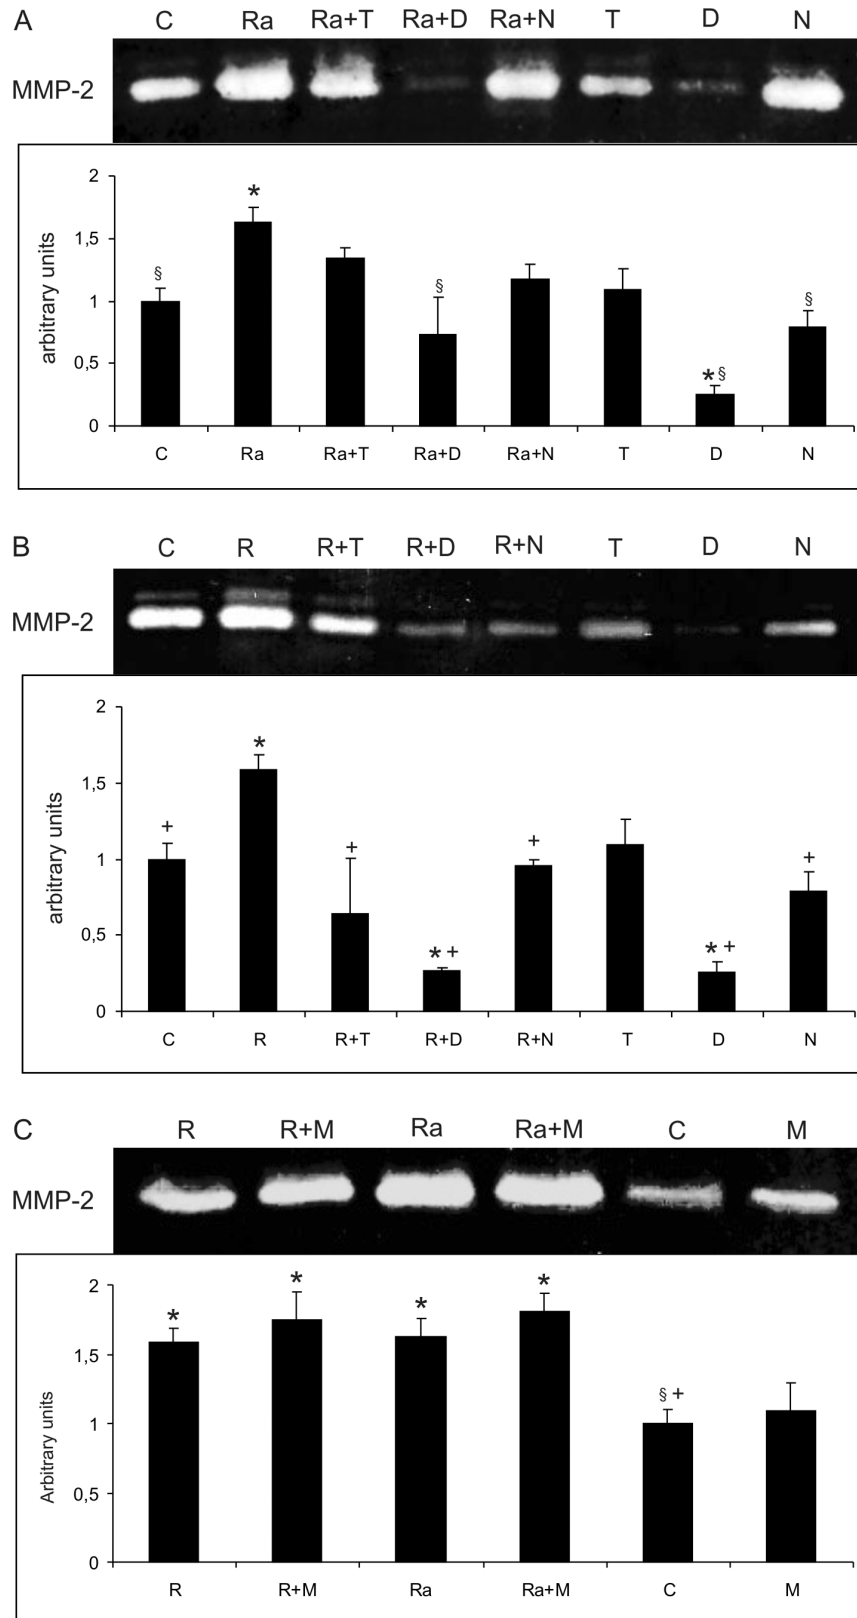 A
C Ra Ra+T Ra+D Ra+N T D N
MMP-2
arbitrary units
2
1,5
1
0,5
0
*
§
§
*§
§
C Ra Ra+T Ra+D Ra+N T D N
B
C R R+T R+D R+N T D N
MMP-2
arbitrary units
2
1,5
1
0,5
0
*
+
+
*+
+
*+
+
C R R+T R+D R+N T D N
C
R R+M Ra Ra+M C M
MMP-2
Arbitrary units
2
1,5
1
0,5
0
*
*
*
*
§+
R R+M Ra Ra+M C M